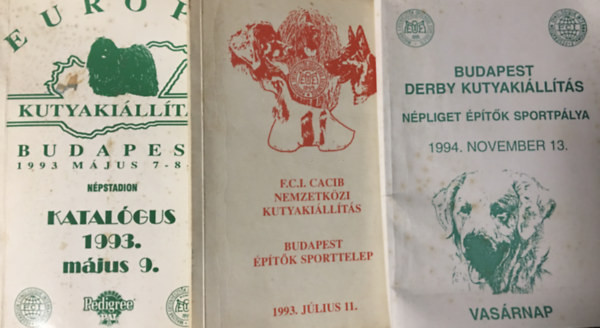 EURÓP
KUTYAKIÁLLÍTÁ
BUDAPES
1993 MÁJUS 7-8
NÉPSTADION
KATALÓGUS
1993.
május 9.
Pedigree
F.C.I. CACIB
NEMZETKÖZI
KUTYAKIÁLLÍTÁS
BUDAPEST
ÉPÍTŐK SPORTTELEP
1993. JÚLIUS 11.
BUDAPEST
DERBY KUTYAKIÁLLÍTÁS
NÉPLIGET ÉPÍTŐK SPORTPÁLYA
1994. NOVEMBER 13.
VASÁRNAP